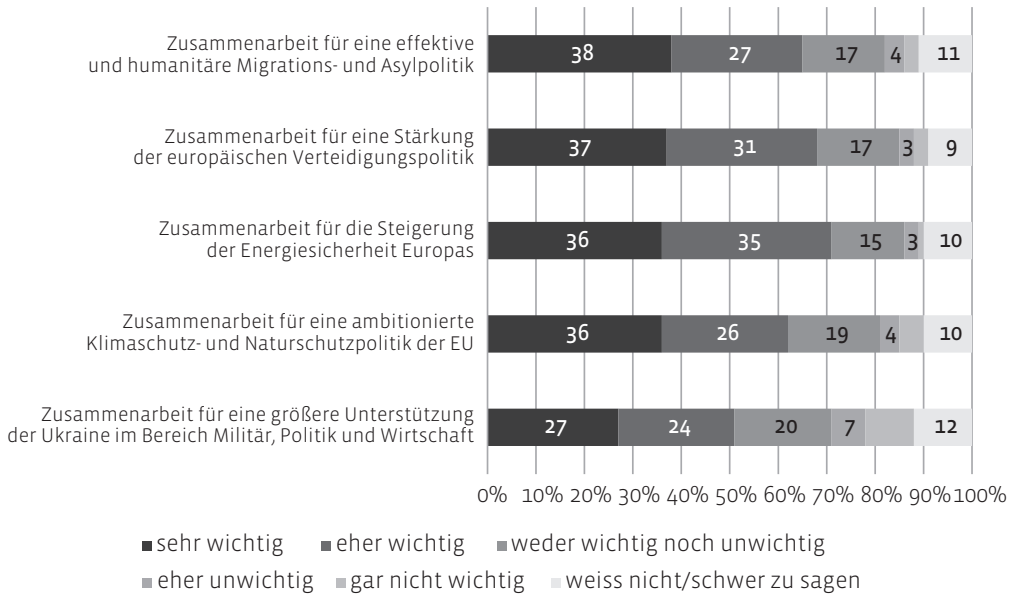 Zusammenarbeit für eine effektive
und humanitäre Migrations- und Asylpolitik
38 27 17 4 11
Zusammenarbeit für eine Stärkung
der europäischen Verteidigungspolitik
37 31 17 3 9
Zusammenarbeit für die Steigerung
der Energiesicherheit Europas
36 35 15 3 10
Zusammenarbeit für eine ambitionierte
Klimaschutz- und Naturschutzpolitik der EU
36 26 19 4 10
Zusammenarbeit für eine größere Unterstützung
der Ukraine im Bereich Militär, Politik und Wirtschaft
27 24 20 7 12
0% 10% 20% 30% 40% 50% 60% 70% 80% 90% 100%
sehr wichtig eher wichtig weder wichtig noch unwichtig
eher unwichtig gar nicht wichtig weiss nicht/schwer zu sagen